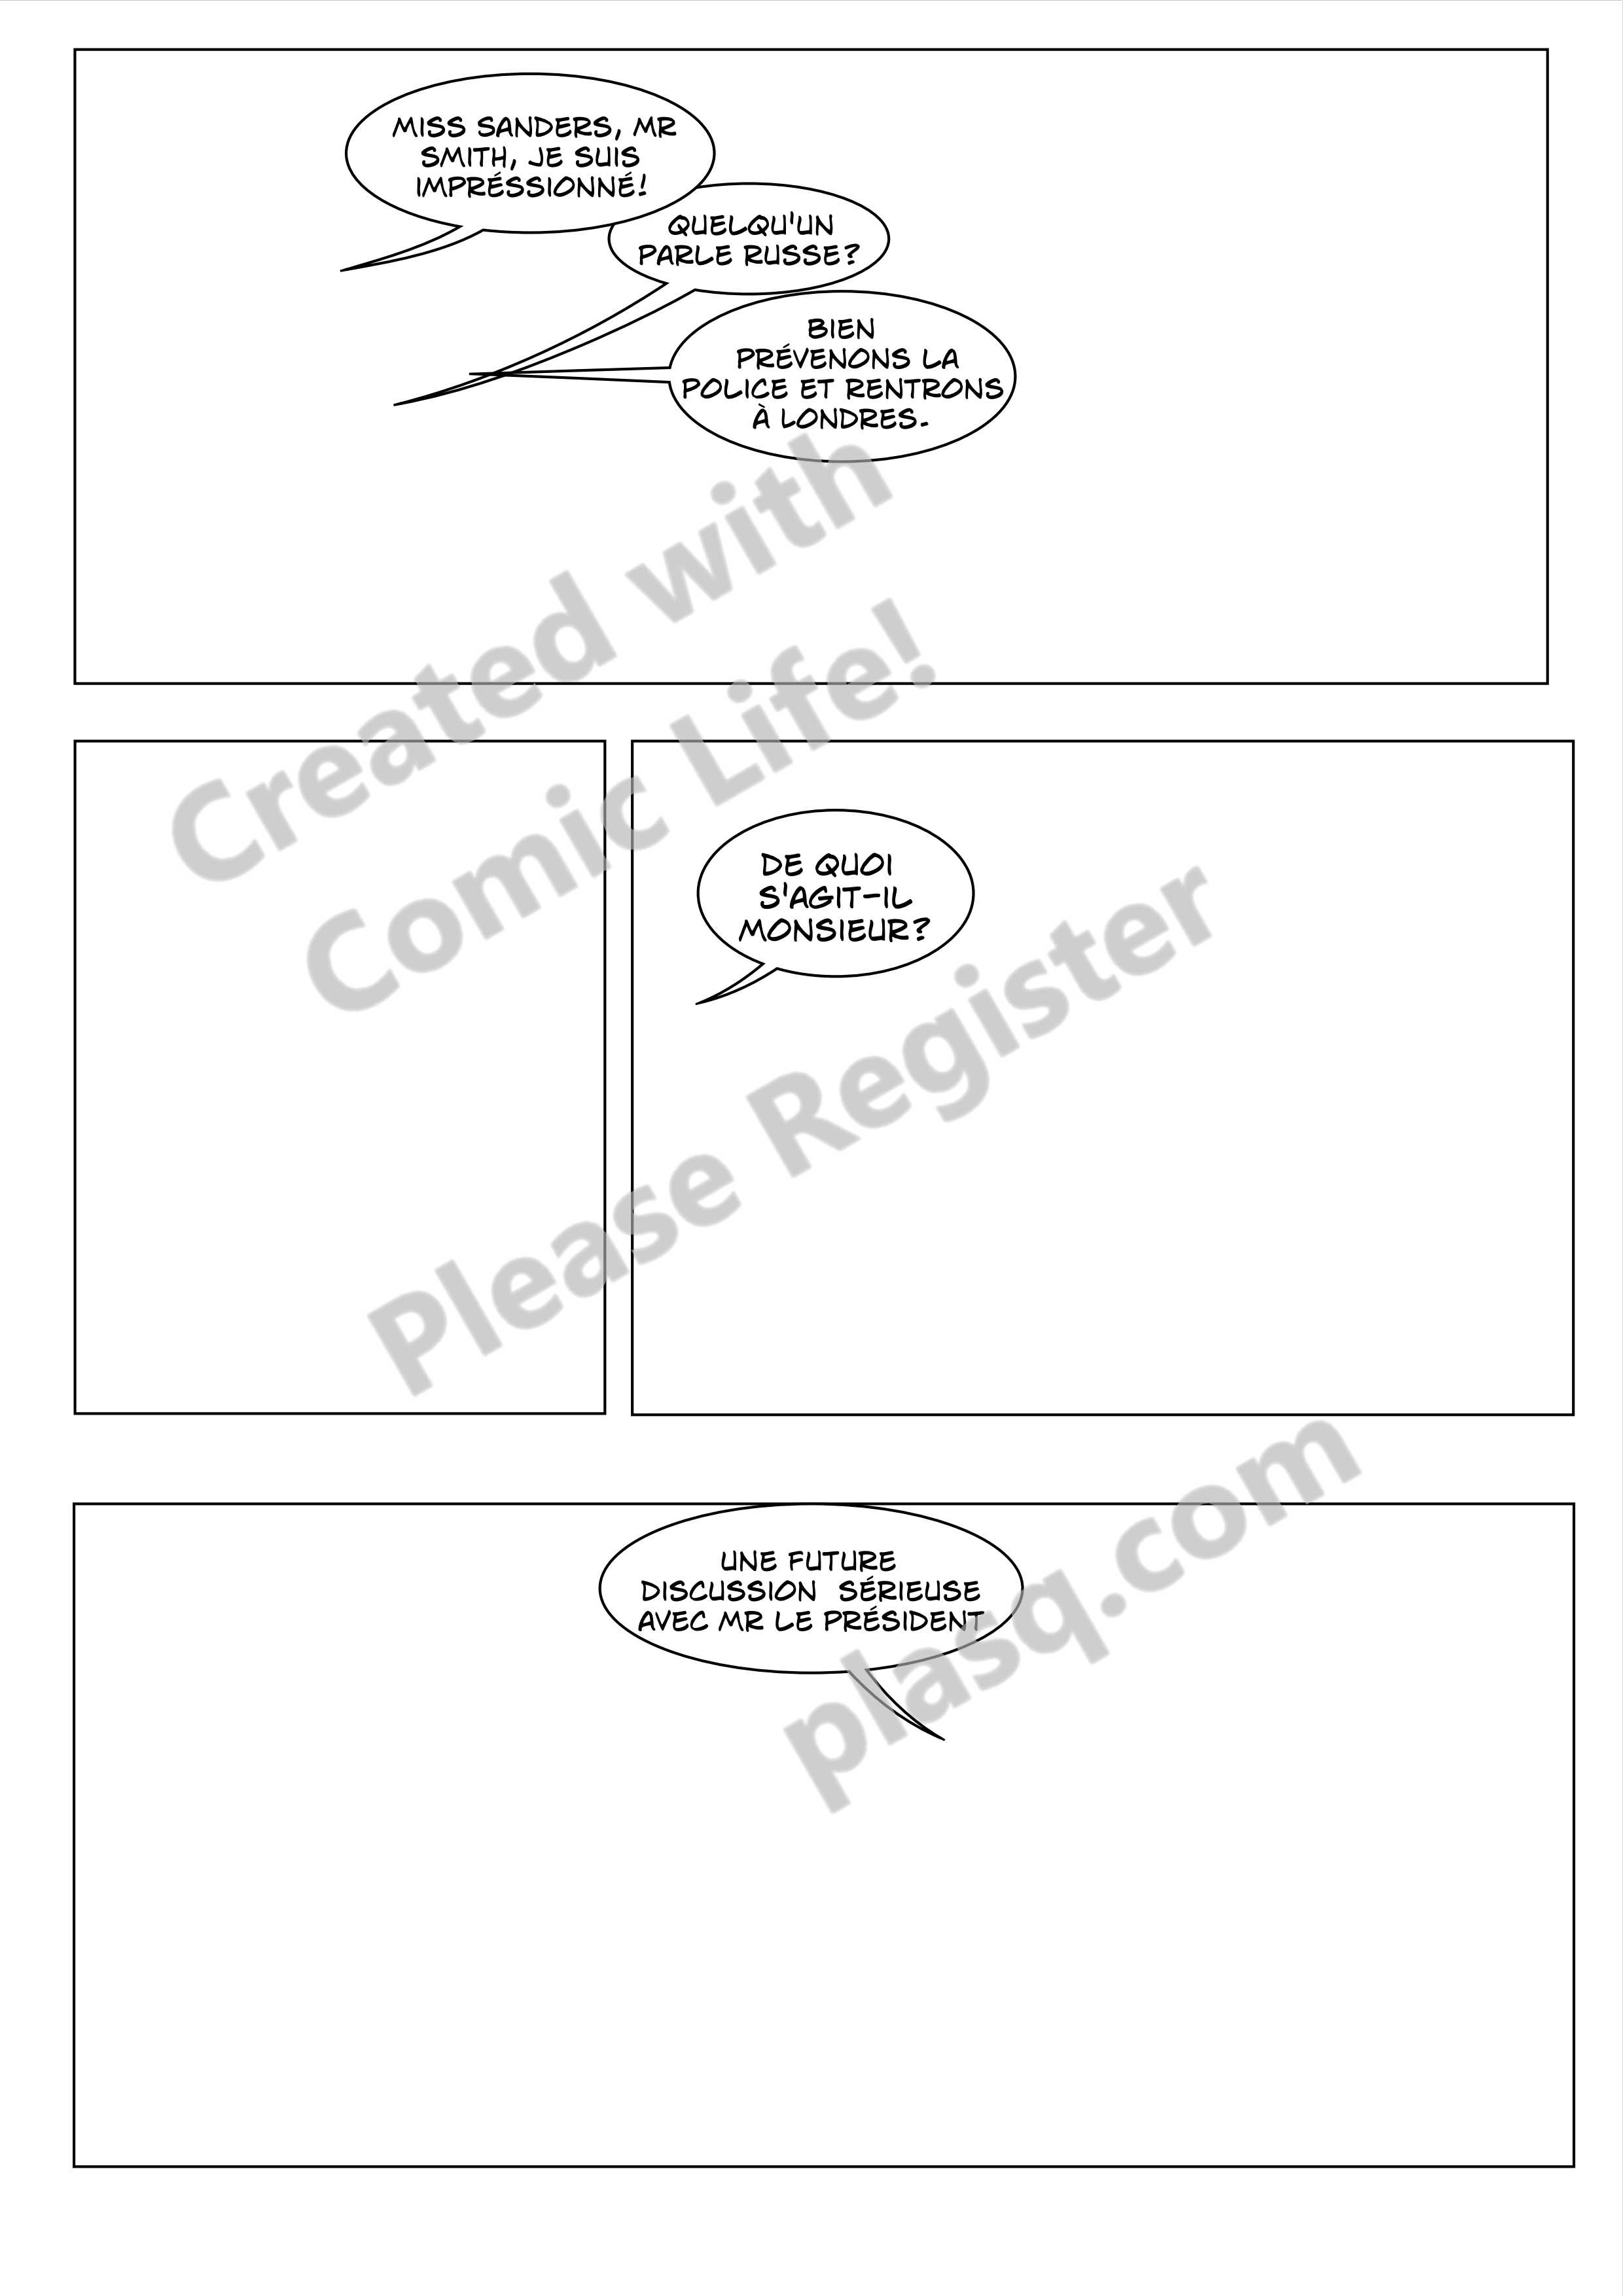 MISS SANDERS, MR
SMITH, JE SUIS
IMPRÉSSIONNÉ!
QUELQU'UN
PARLE RUSSE?
BIEN
PRÉVENONS LA
POLICE ET RENTRONS
À LONDRES.
Created with
Comic Life!
DE QUOI
S'AGIT-IL
MONSIEUR?
Please Register
UNE FUTURE
DISCUSSION SÉRIEUSE
AVEC MR LE PRÉSIDENT
plasq.com